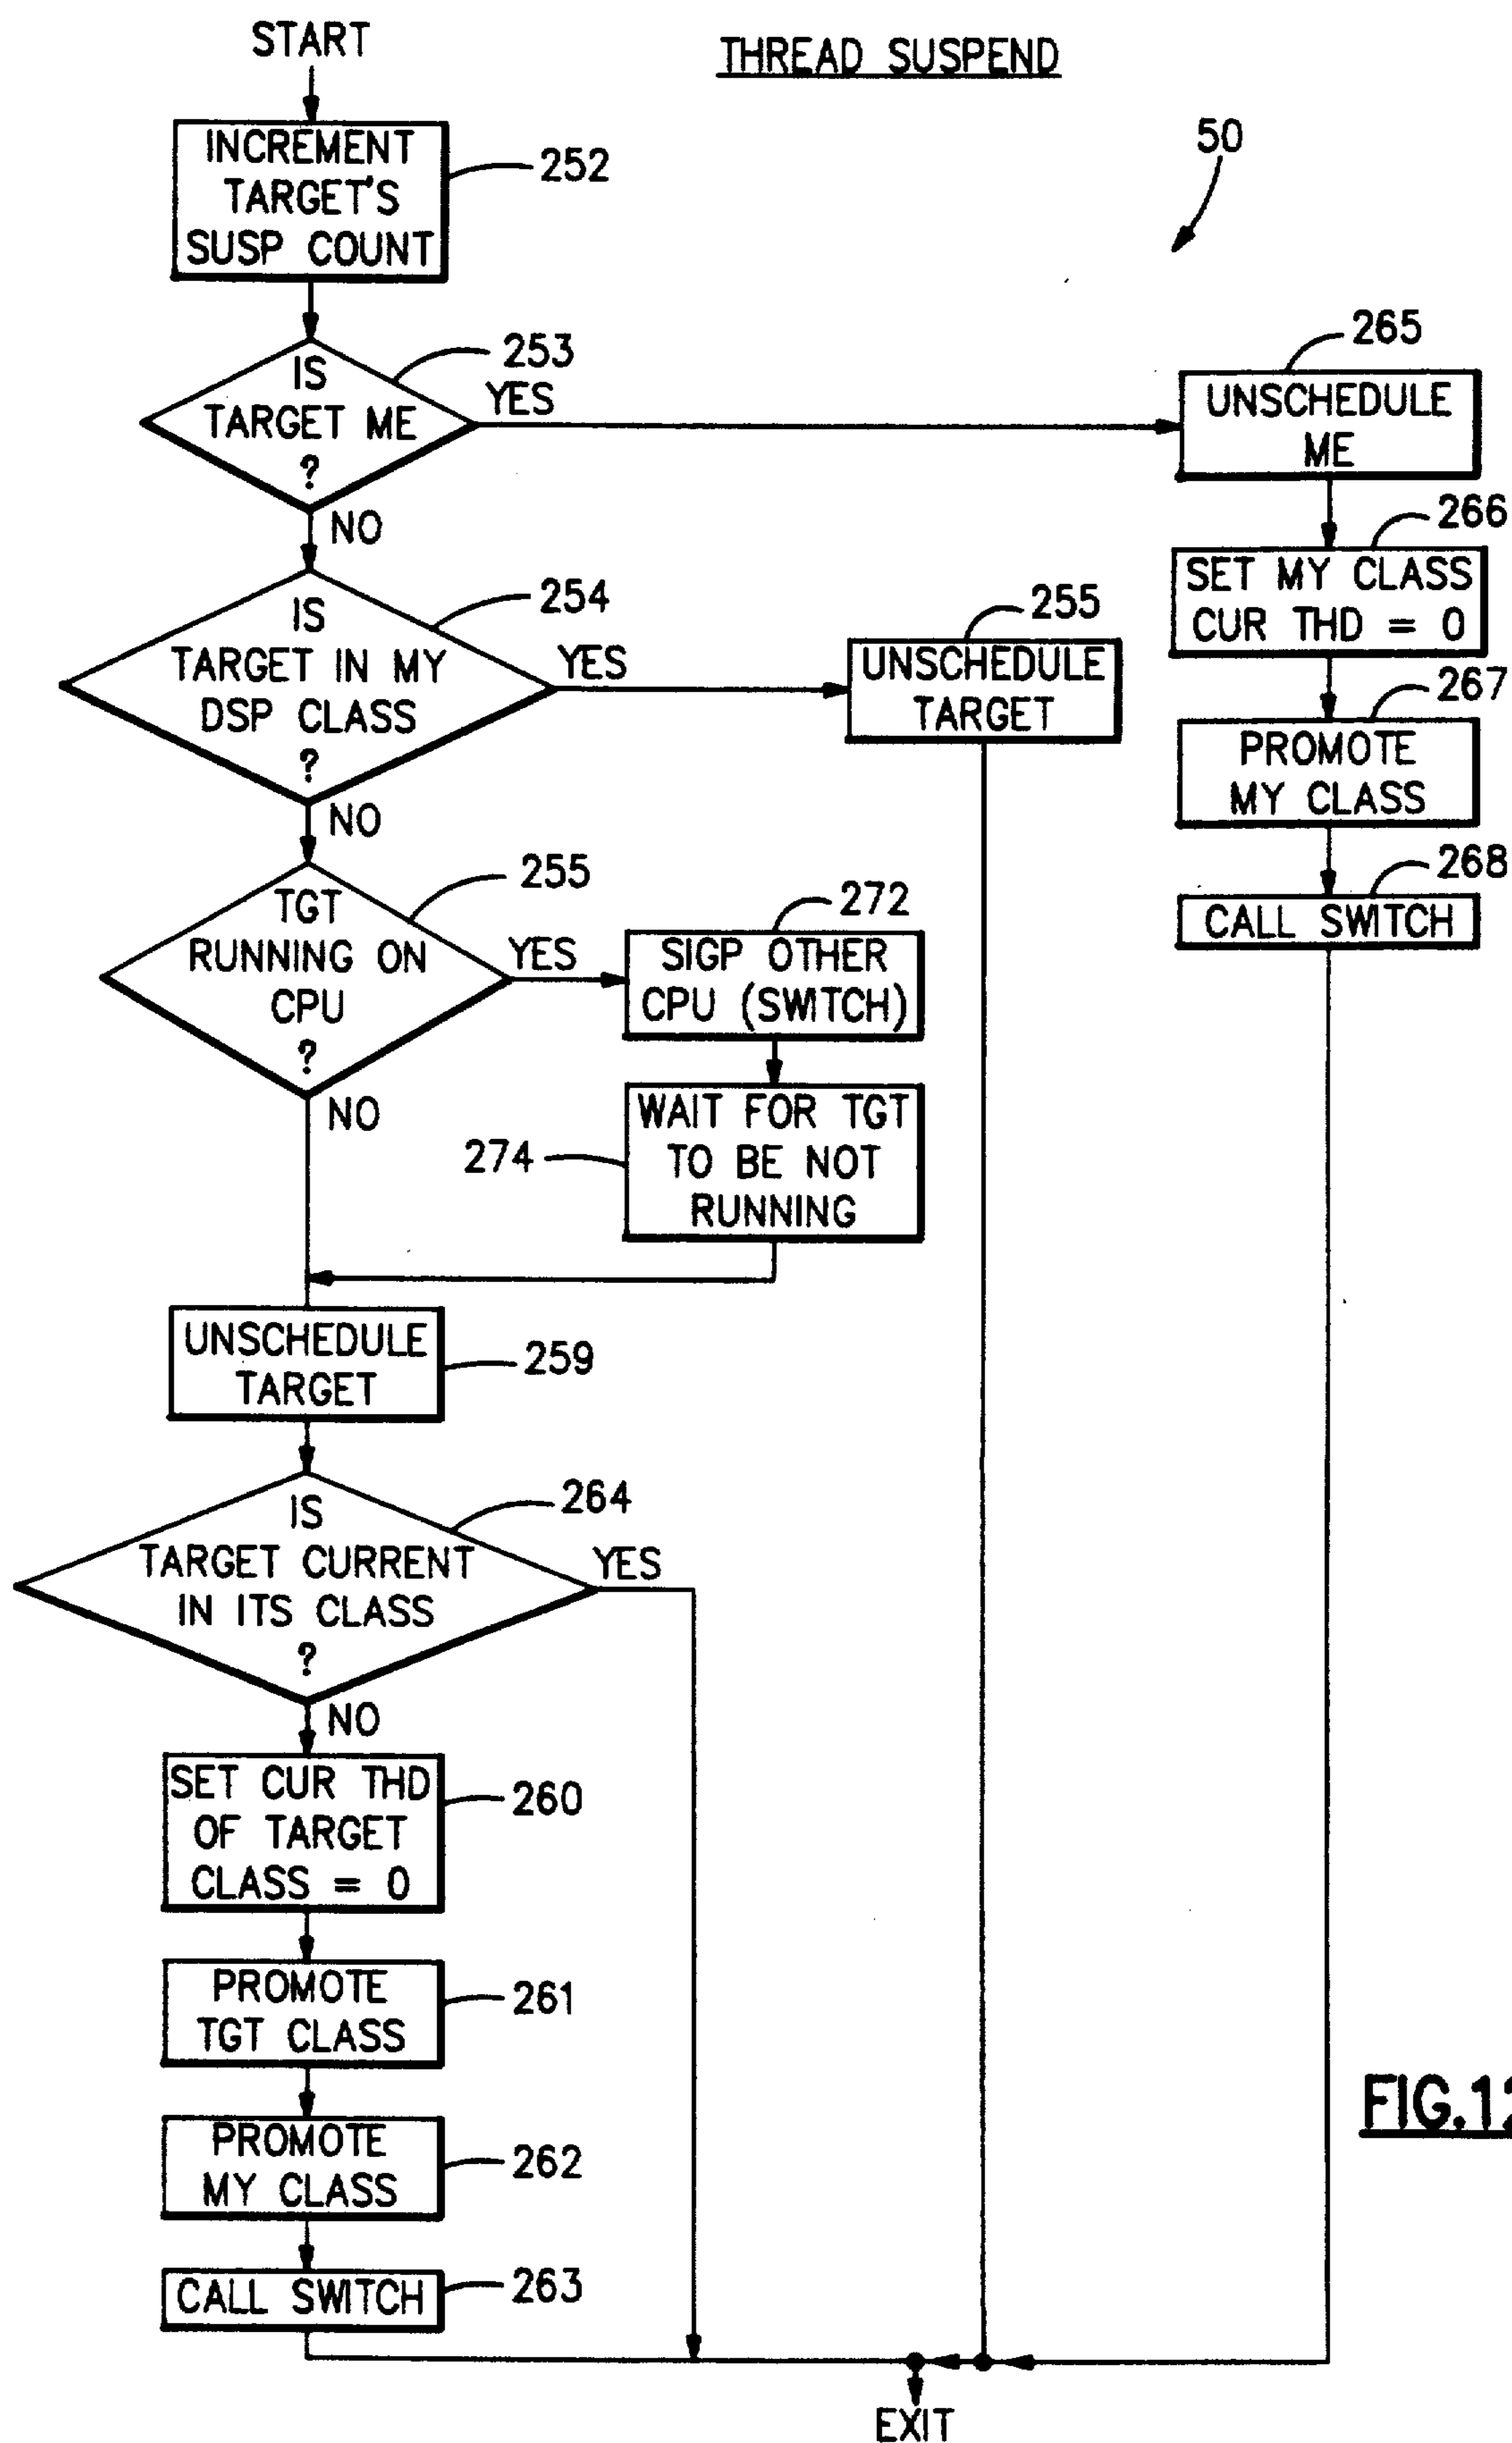 START
THREAD SUSPEND
50
INCREMENT
TARGET'S
SUSP COUNT
252
IS
TARGET ME
?
253
YES
NO
UNSCHEDULE
ME
265
SET MY CLASS
CUR THD = 0
266
PROMOTE
MY CLASS
267
CALL SWITCH
268
IS
TARGET IN MY
DSP CLASS
?
254
YES
NO
UNSCHEDULE
TARGET
255
TGT
RUNNING ON
CPU
?
255
YES
NO
SIGP OTHER
CPU (SWITCH)
272
WAIT FOR TGT
TO BE NOT
RUNNING
274
UNSCHEDULE
TARGET
259
IS
TARGET CURRENT
IN ITS CLASS
?
264
YES
NO
SET CUR THD
OF TARGET
CLASS = 0
260
PROMOTE
TGT CLASS
261
PROMOTE
MY CLASS
262
CALL SWITCH
263
EXIT
FIG.12